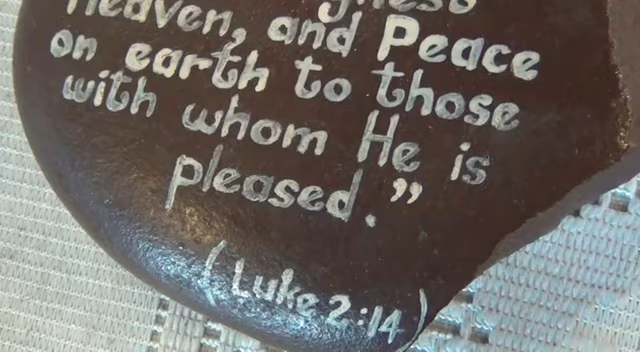 Heaven, and Peace
on earth to those
with whom He is
pleased.”
(Luke 2:14)